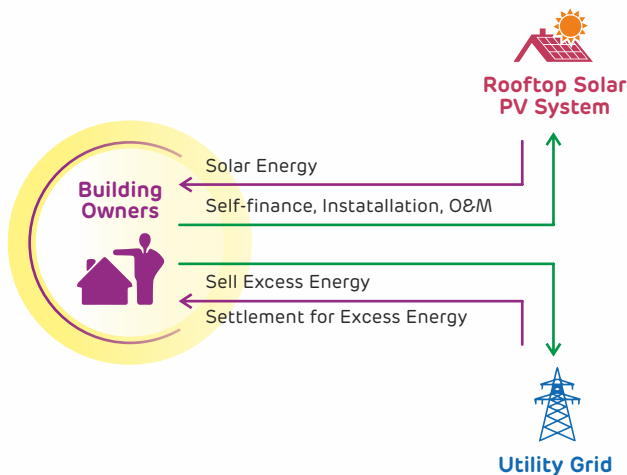 Rooftop Solar
PV System
Solar Energy
Building
Owners
Self-finance, Instatallation, O&M
Sell Excess Energy
Settlement for Excess Energy
Utility Grid